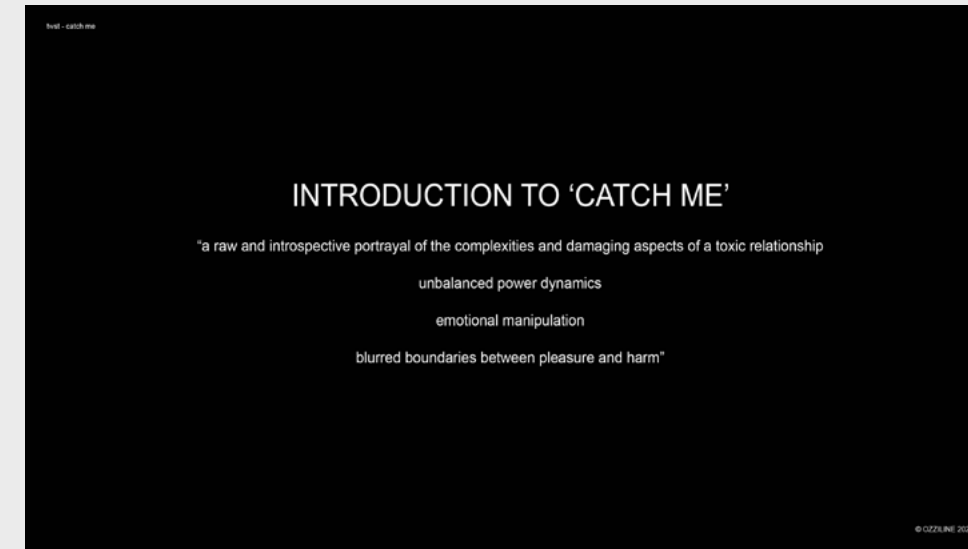 hvst - catch me
INTRODUCTION TO ‘CATCH ME’
“a raw and introspective portrayal of the complexities and damaging aspects of a toxic relationship
unbalanced power dynamics
emotional manipulation
blurred boundaries between pleasure and harm”
© OZZILINE